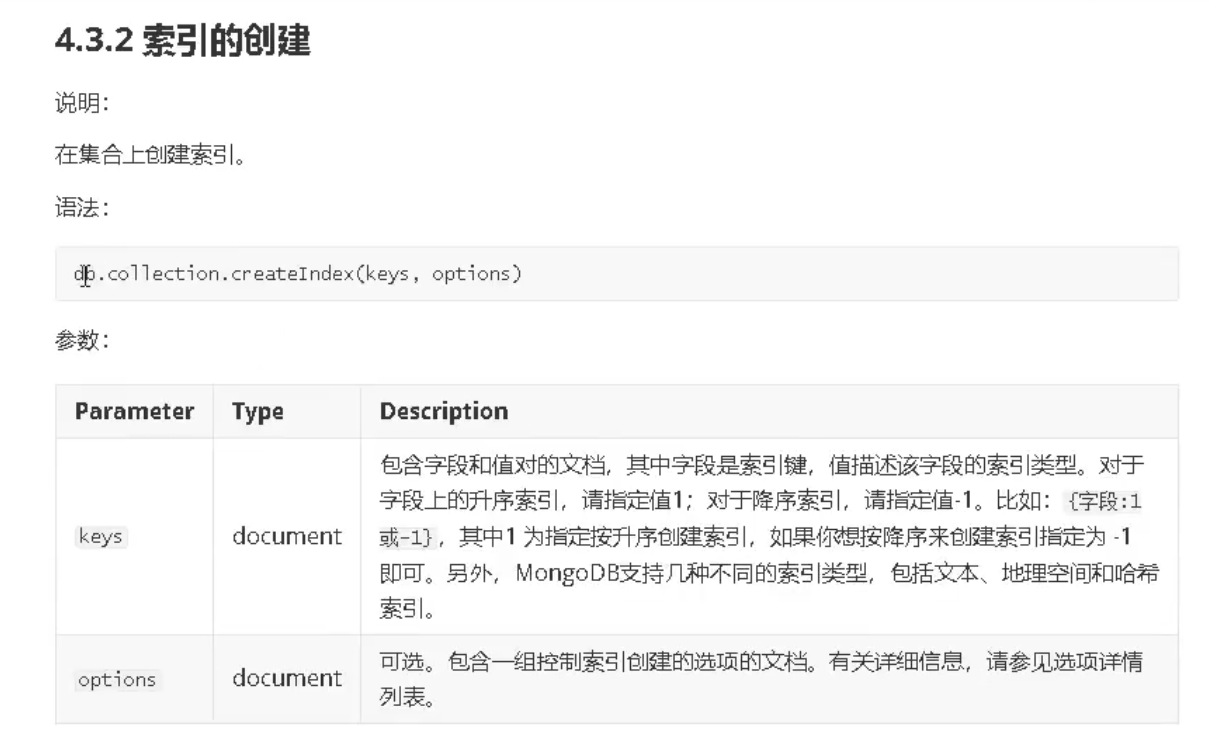 4.3.2 索引的创建
说明：
在集合上创建索引。
语法：
db.collection.createIndex(keys, options)
参数：
Parameter Type Description
包含字段和值对的文档，其中字段是索引键，值描述该字段的索引类型。对于
字段上的升序索引，请指定值1；对于降序索引，请指定值-1。比如：{字段:1
keys document 或-1}，其中1 为指定按升序创建索引，如果你想按降序来创建索引指定为 -1
即可。另外，MongoDB支持几种不同的索引类型，包括文本、地理空间和哈希
索引。
options document 可选。包含一组控制索引创建的选项的文档。有关详细信息，请参见选项详情
列表。